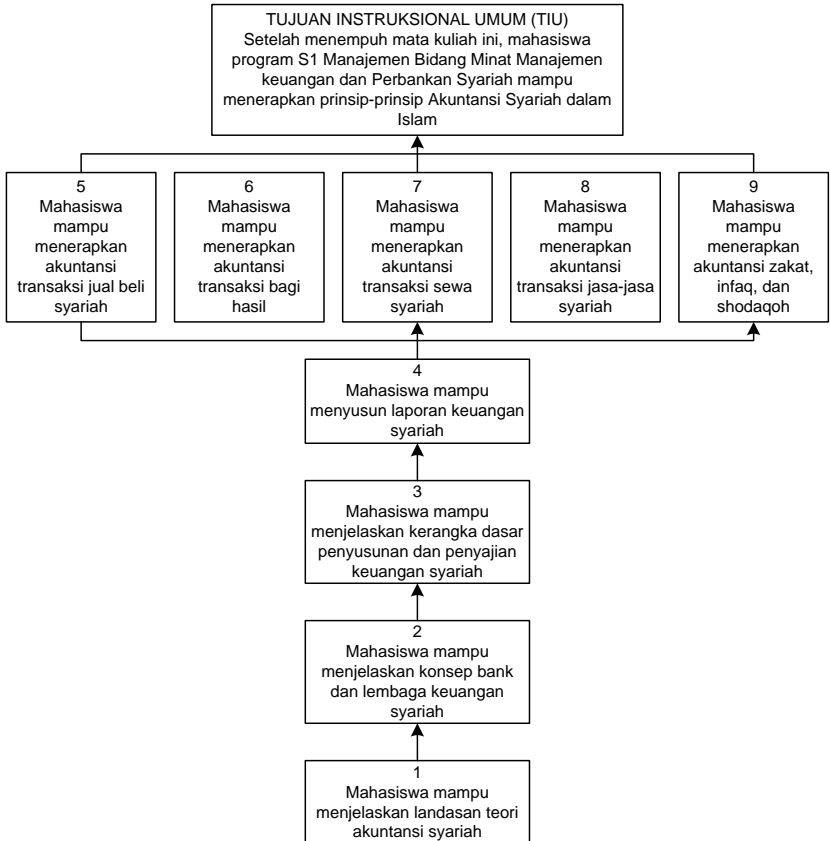 TUJUAN INSTRUKSIONAL UMUM (TIU)
Setelah menempuh mata kuliah ini, mahasiswa
program S1 Manajemen Bidang Minat Manajemen
keuangan dan Perbankan Syariah mampu
menerapkan prinsip-prinsip Akuntansi Syariah dalam
Islam
5
Mahasiswa
mampu
menerapkan
akuntansi
transaksi jual beli
syariah
6
Mahasiswa
mampu
menerapkan
akuntansi
transaksi bagi
hasil
7
Mahasiswa
mampu
menerapkan
akuntansi
transaksi sewa
syariah
8
Mahasiswa
mampu
menerapkan
akuntansi
transaksi jasa-jasa
syariah
9
Mahasiswa
mampu
menerapkan
akuntansi zakat,
infaq, dan
shodaqoh
4
Mahasiswa mampu
menyusun laporan keuangan
syariah
3
Mahasiswa mampu
menjelaskan kerangka dasar
penyusunan dan penyajian
keuangan syariah
2
Mahasiswa mampu
menjelaskan konsep bank
dan lembaga keuangan
syariah
1
Mahasiswa mampu
menjelaskan landasan teori
akuntansi syariah